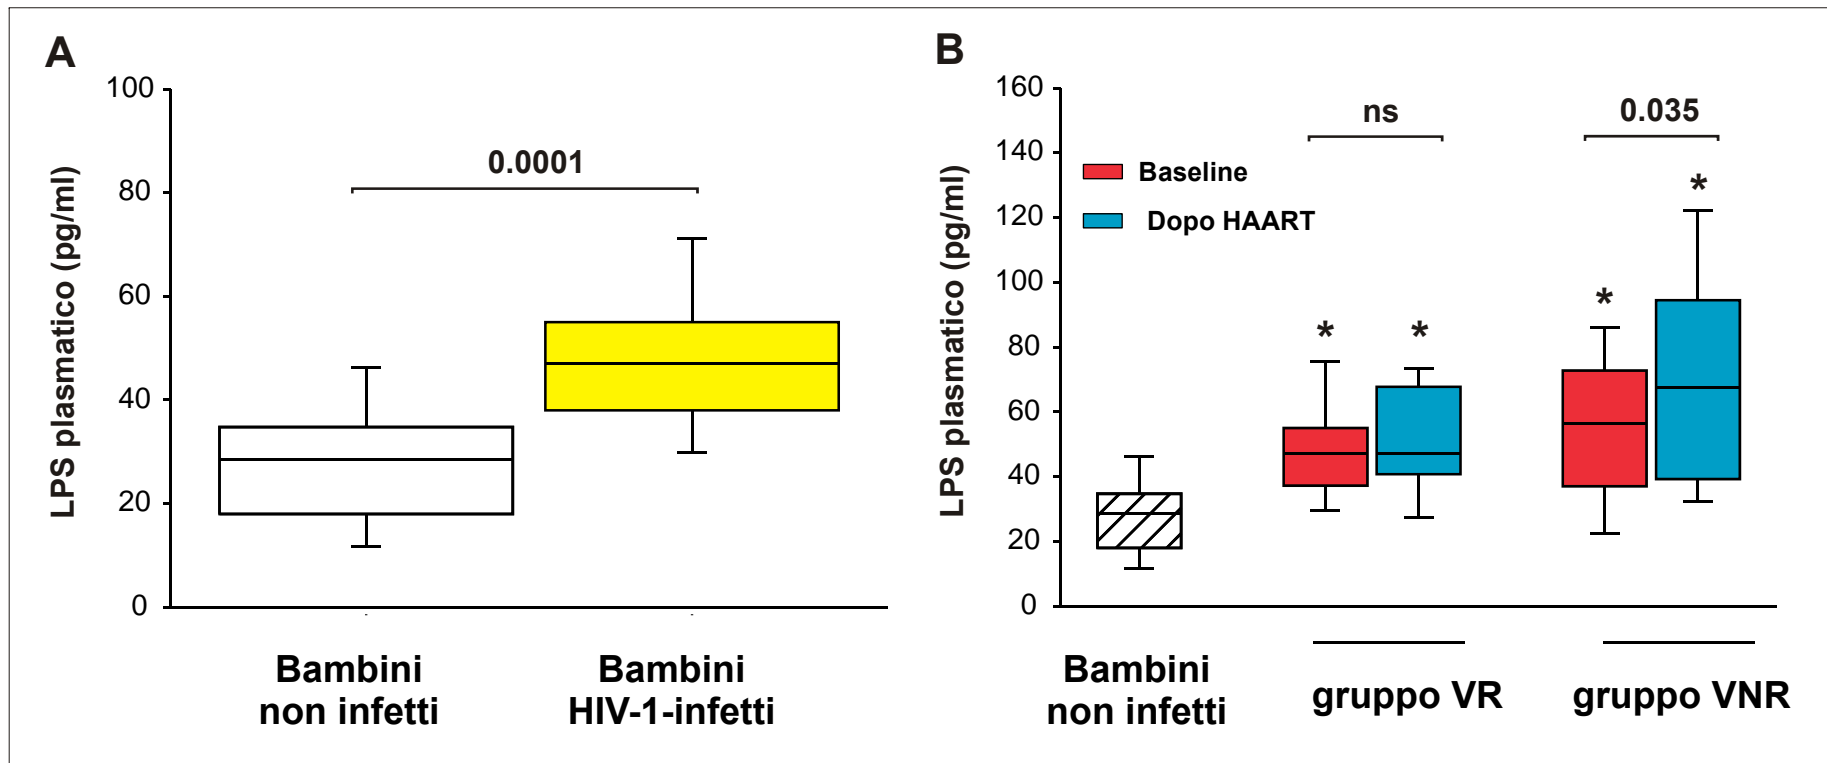 A
LPS plasmatico (pg/ml)
100
80
60
40
20
0
0.0001
Bambini
non infetti
Bambini
HIV-1-infetti
B
LPS plasmatico (pg/ml)
160
140
120
100
80
60
40
20
0
Baseline
Dopo HAART
ns
0.035
*
*
*
*
Bambini
non infetti
gruppo VR
gruppo VNR